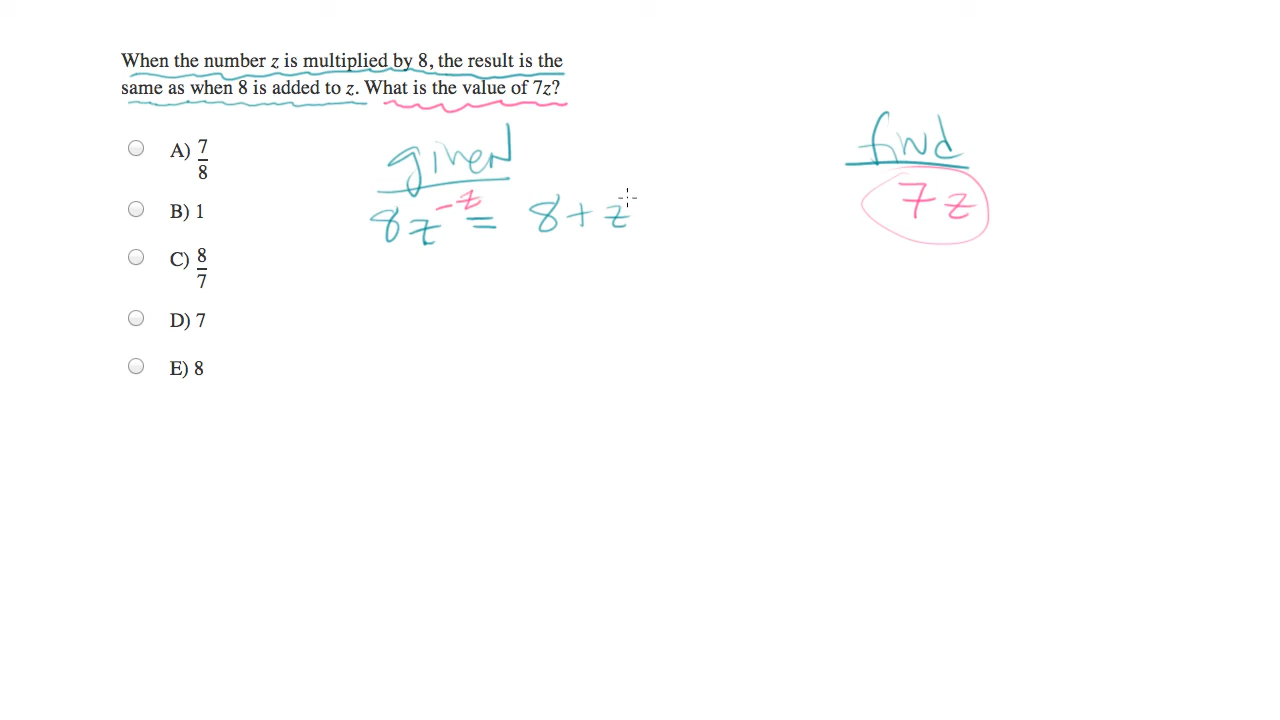 When the number z is multiplied by 8, the result is the
same as when 8 is added to z. What is the value of 7z?
A) 7/8
B) 1
C) 8/7
D) 7
E) 8
given
8z -z = 8+z
find
7z